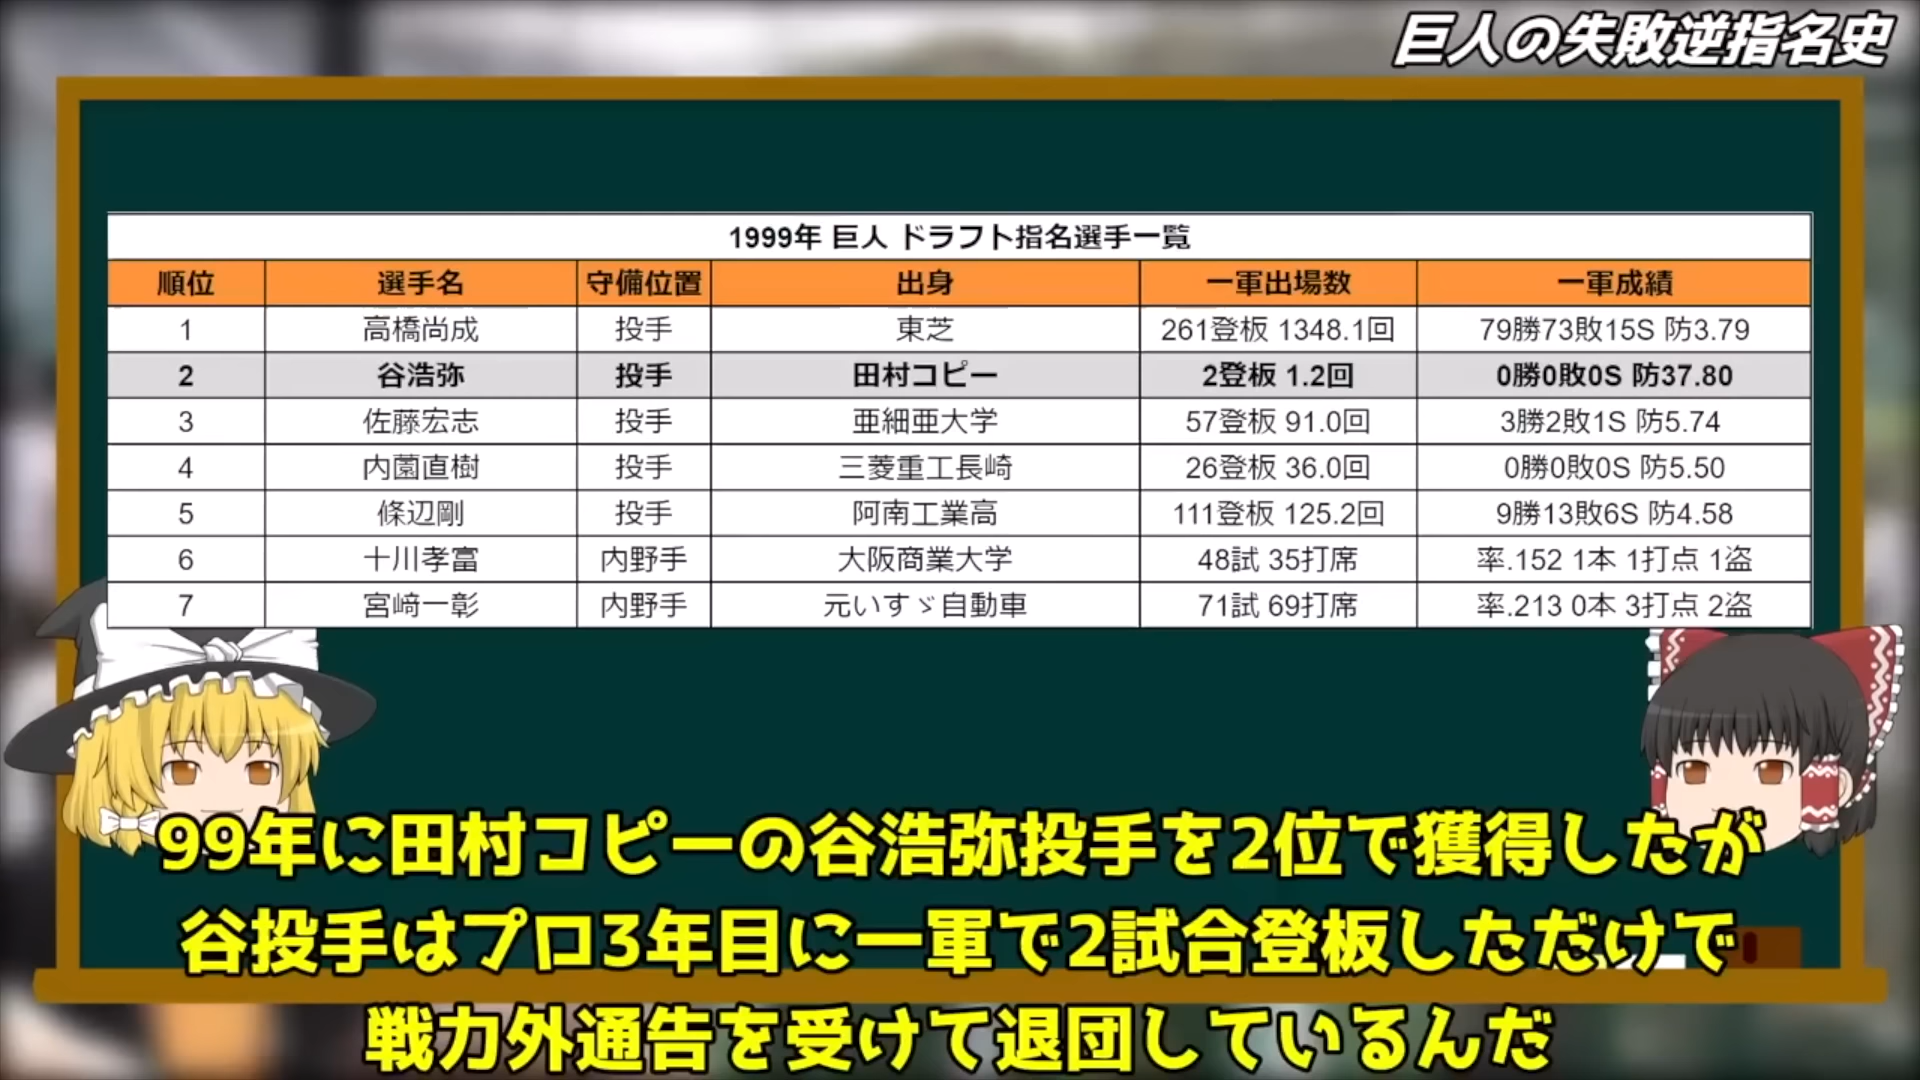 巨人の失敗逆指名史
1999年 巨人 ドラフト指名選手一覧
順位 選手名 守備位置 出身 一軍出場数 一軍成績
1 高橋尚成 投手 東芝 261登板 1348.1回 79勝73敗15S 防3.79
2 谷浩弥 投手 田村コピー 2登板 1.2回 0勝0敗0S 防37.80
3 佐藤宏志 投手 亜細亜大学 57登板 91.0回 3勝2敗1S 防5.74
4 内薗直樹 投手 三菱重工長崎 26登板 36.0回 0勝0敗0S 防5.50
5 條辺剛 投手 阿南工業高 111登板 125.2回 9勝13敗6S 防4.58
6 十川孝富 内野手 大阪商業大学 48試 35打席 率.152 1本 1打点 1盗
7 宮﨑一彰 内野手 元いすゞ自動車 71試 69打席 率.213 0本 3打点 2盗
99年に田村コピーの谷浩弥投手を2位で獲得したが
谷投手はプロ3年目に一軍で2試合登板しただけで
戦力外通告を受けて退団しているんだ